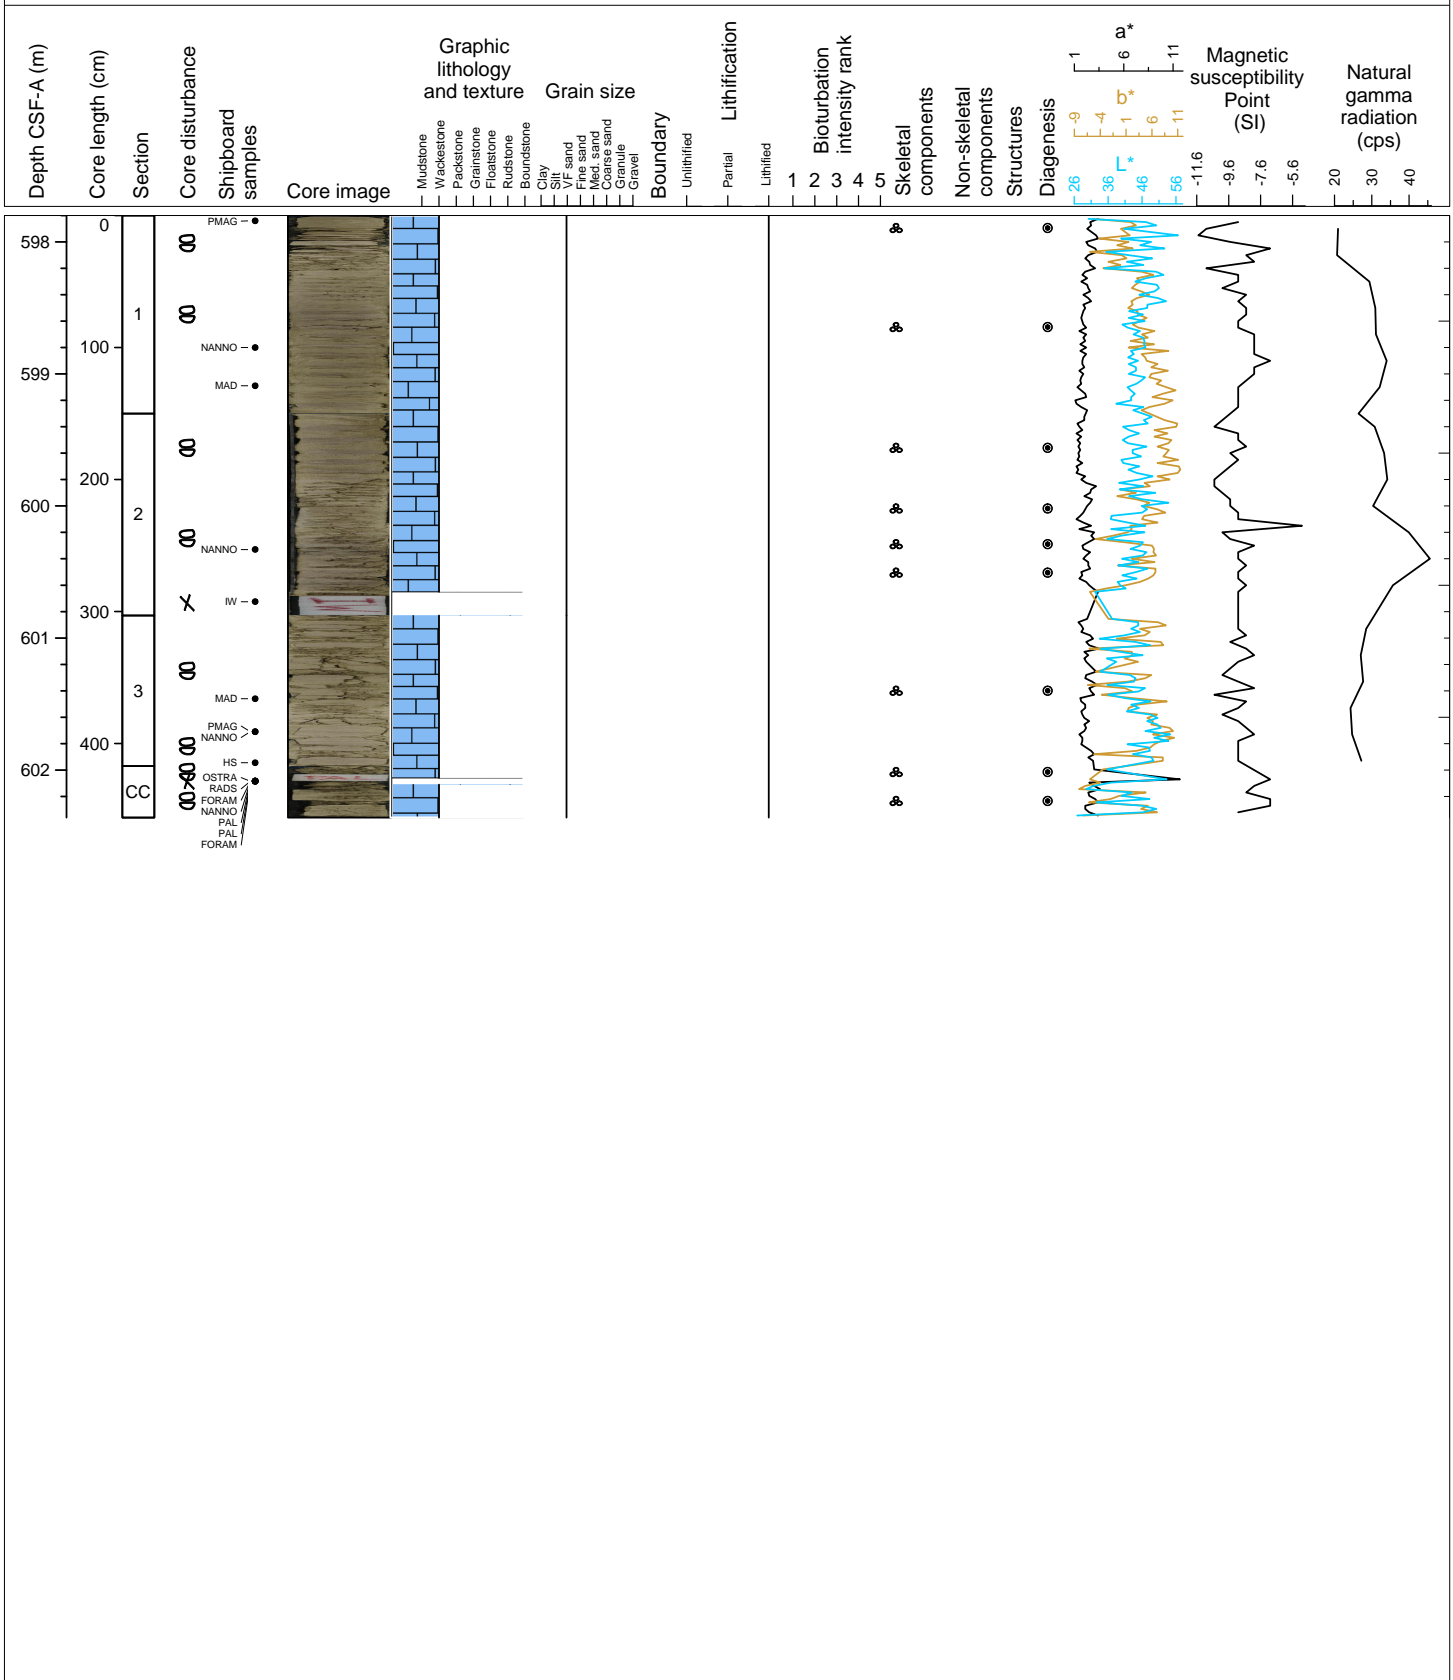 Depth CSF-A (m)
Core length (cm)
Section
Core disturbance
Shipboard
samples
Core image
Graphic
lithology
and texture
Mudstone
Wackestone
Packstone
Grainstone
Floatstone
Rudstone
Boundstone
Grain size
Clay
Silt
VF sand
Fine sand
Med. sand
Coarse sand
Granule
Gravel
Boundary
Lithification
Unlithified
Partial
Lithified
Bioturbation
intensity rank
1 2 3 4 5
Skeletal
components
Non-skeletal
components
Structures
Diagenesis
a*
1 6 11
b*
-9 -4 1 6 11
L*
26 36 46 56
Magnetic
susceptibility
Point
(SI)
-11.6 -9.6 -7.6 -5.6
Natural
gamma
radiation
(cps)
20 30 40
598
599
600
601
602
0
100
200
300
400
1
2
3
CC
PMAG
NANNO
MAD
NANNO
IW
MAD
PMAG
NANNO
HS
OSTRA
RADS
FORAM
NANNO
PAL
PAL
FORAM